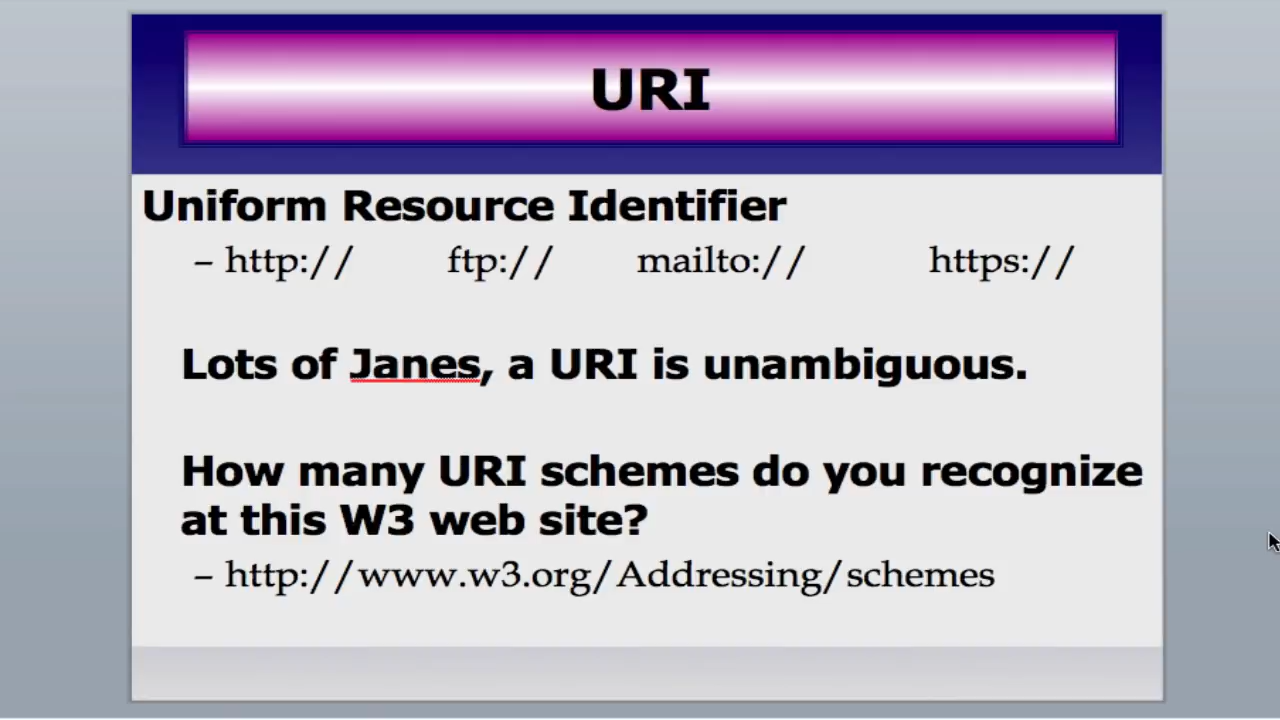 URI
Uniform Resource Identifier
– http:// ftp:// mailto:// https://
Lots of Janes, a URI is unambiguous.
How many URI schemes do you recognize
at this W3 web site?
– http://www.w3.org/Addressing/schemes